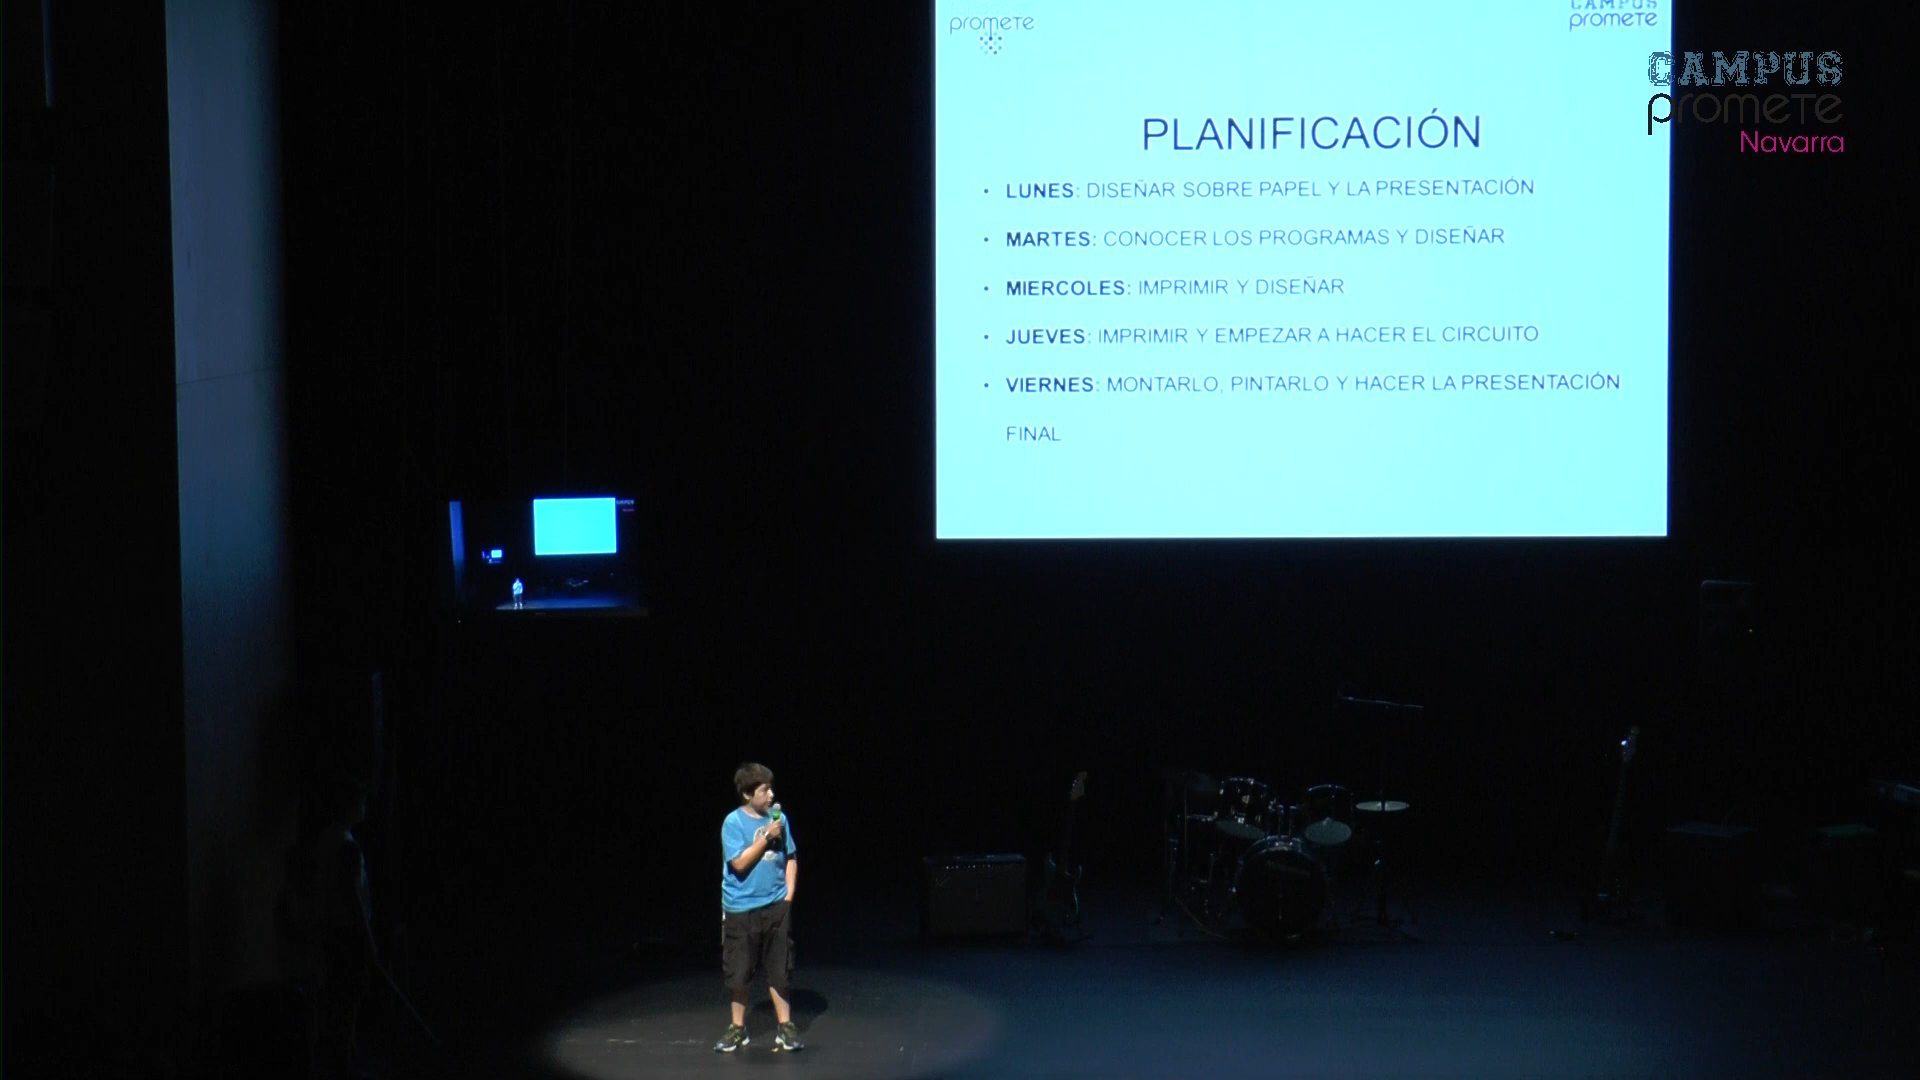 promete
CAMPUS
promete
CAMPUS
promete
Navarra
PLANIFICACIÓN
• LUNES: DISEÑAR SOBRE PAPEL Y LA PRESENTACIÓN
• MARTES: CONOCER LOS PROGRAMAS Y DISEÑAR
• MIERCOLES: IMPRIMIR Y DISEÑAR
• JUEVES: IMPRIMIR Y EMPEZAR A HACER EL CIRCUITO
• VIERNES: MONTARLO, PINTARLO Y HACER LA PRESENTACIÓN
FINAL